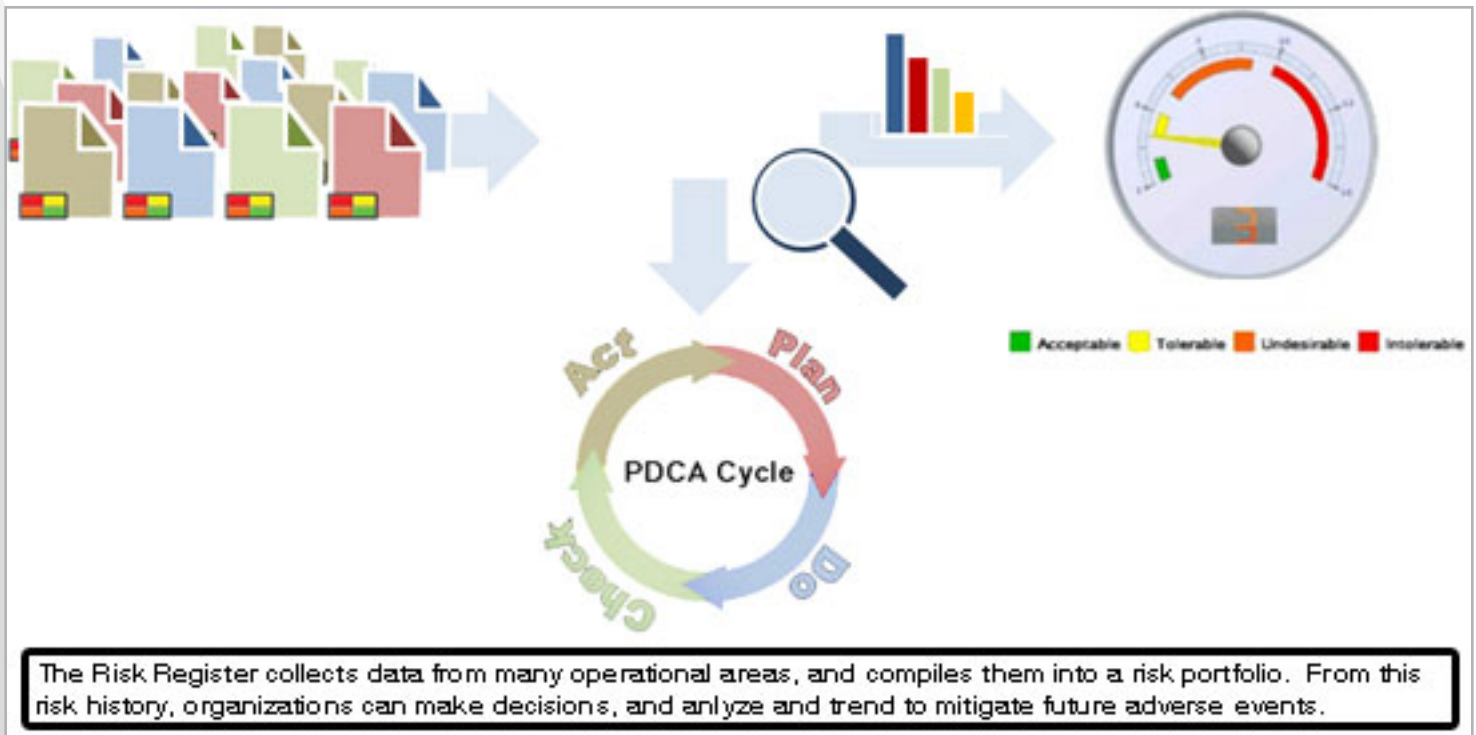 3
Acceptable Tolerable Undesirable Intolerable
Act
Plan
PDCA Cycle
Check
Do
The Risk Register collects data from many operational areas, and compiles them into a risk portfolio. From this
risk history, organizations can make decisions, and anlyze and trend to mitigate future adverse events.